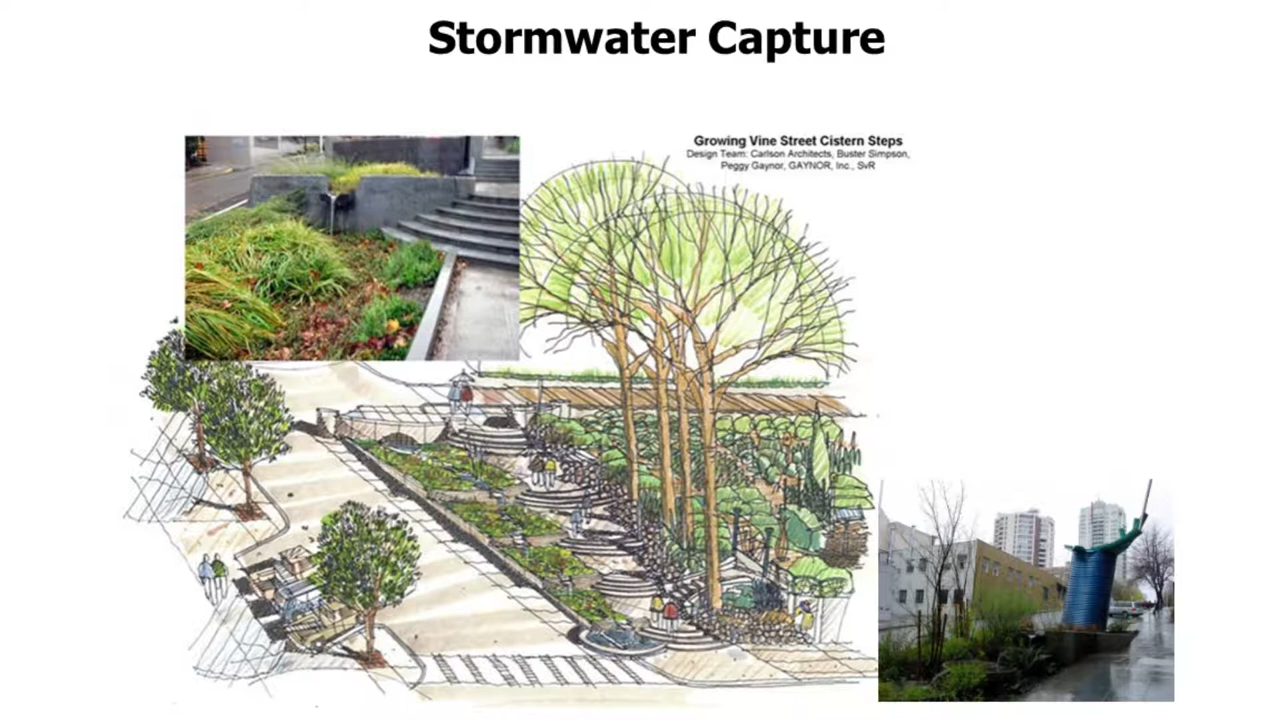 Stormwater Capture
Growing Vine Street Cistern Steps
Design Team: Carlson Architects, Buster Simpson,
Peggy Gaynor, GAYNOR, Inc., SvR